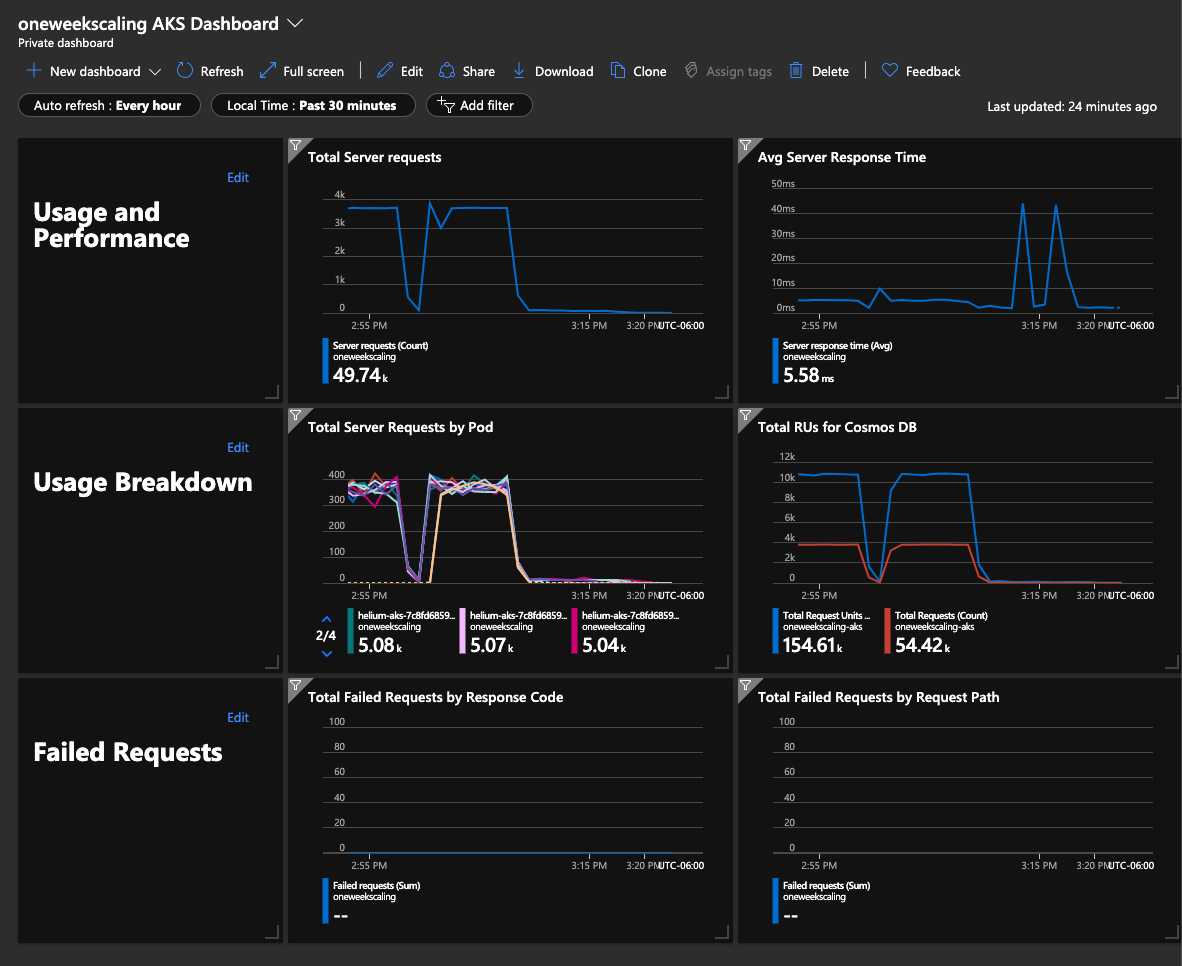 oneweekscaling AKS Dashboard
Private dashboard
New dashboard Refresh Full screen Edit Share Download Clone Assign tags Delete Feedback
Auto refresh : Every hour Local Time : Past 30 minutes Add filter Last updated: 24 minutes ago
Edit
Usage and
Performance
Total Server requests
4k
3k
2k
1k
0
2:55 PM 3:15 PM 3:20 PM UTC-06:00
Server requests (Count)
oneweekscaling
49.74 k
Avg Server Response Time
50ms
40ms
30ms
20ms
10ms
0ms
2:55 PM 3:15 PM 3:20 PM UTC-06:00
Server response time (Avg)
oneweekscaling
5.58 ms
Edit
Usage Breakdown
Total Server Requests by Pod
400
300
200
100
0
2:55 PM 3:15 PM 3:20 PM UTC-06:00
2/4
helium-aks-7c8fd6859... helium-aks-7c8fd6859... helium-aks-7c8fd6859...
oneweekscaling oneweekscaling oneweekscaling
5.08 k 5.07 k 5.04 k
Total RUs for Cosmos DB
12k
10k
8k
6k
4k
2k
0
2:55 PM 3:15 PM 3:20 PM UTC-06:00
Total Request Units ... Total Requests (Count)
oneweekscaling-aks oneweekscaling-aks
154.61 k 54.42 k
Edit
Failed Requests
Total Failed Requests by Response Code
100
80
60
40
20
0
2:55 PM 3:15 PM 3:20 PM UTC-06:00
Failed requests (Sum)
oneweekscaling
--
Total Failed Requests by Request Path
100
80
60
40
20
0
2:55 PM 3:15 PM 3:20 PM UTC-06:00
Failed requests (Sum)
oneweekscaling
--